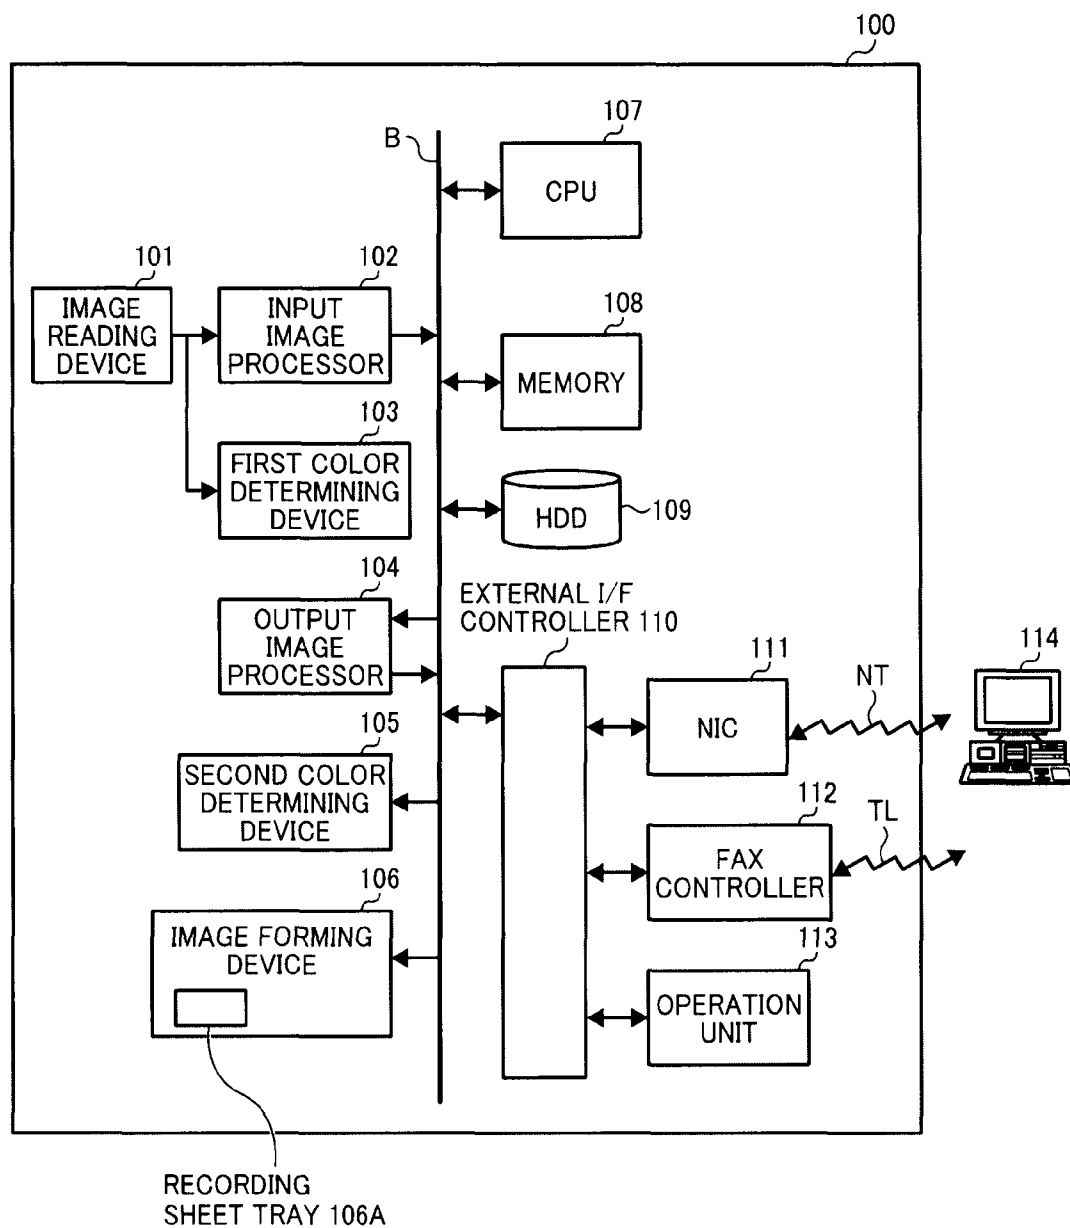 100
107
B
CPU
101
102
IMAGE
READING
DEVICE
INPUT
IMAGE
PROCESSOR
108
MEMORY
103
FIRST COLOR
DETERMINING
DEVICE
HDD
109
104
OUTPUT
IMAGE
PROCESSOR
EXTERNAL I/F
CONTROLLER 110
111
NIC
NT
114
105
SECOND COLOR
DETERMINING
DEVICE
112
FAX
CONTROLLER
TL
106
IMAGE FORMING
DEVICE
113
OPERATION
UNIT
RECORDING
SHEET TRAY 106A